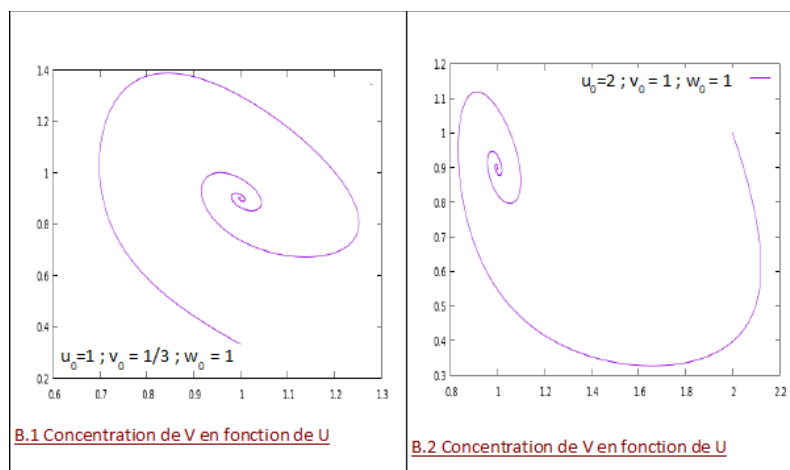 1.4
1.2
1
0.8
0.6
0.4
0.2
0.6 0.7 0.8 0.9 1 1.1 1.2 1.3
u0=1 ; v0 = 1/3 ; w0 = 1
B.1 Concentration de V en fonction de U
1.2
1.1
1
0.9
0.8
0.7
0.6
0.5
0.4
0.3
0.8 1 1.2 1.4 1.6 1.8 2 2.2
u0=2 ; v0 = 1 ; w0 = 1
B.2 Concentration de V en fonction de U